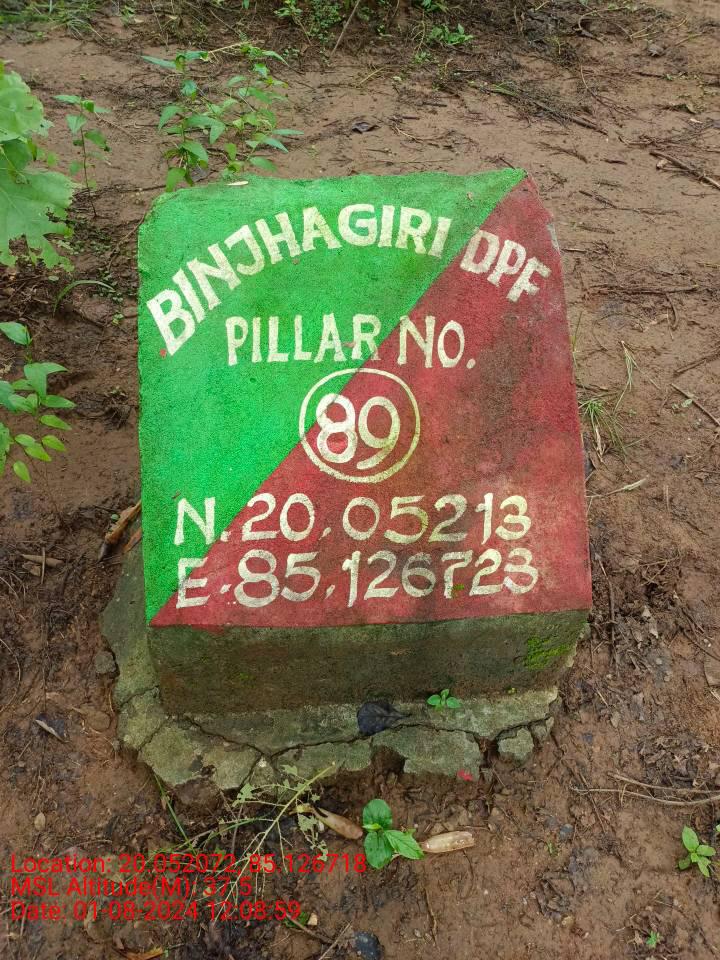 BINJHAGIRI DPF
PILLAR NO.
89
N. 20. 05213
E. 85. 126723
Location: 20.052072, 85.126718
MSL Altitude(M): 37.5
Date: 01-08-2024 12:08:59